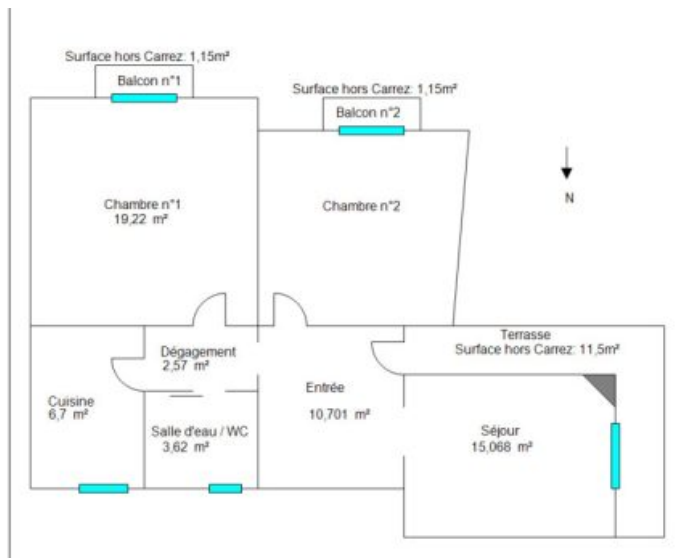 Surface hors Carrez: 1,15m²
Balcon n°1
Surface hors Carrez: 1,15m²
Balcon n°2
Chambre n°1
19,22 m²
Chambre n°2
N
Terrasse
Surface hors Carrez: 11,5m²
Dégagement
2,57 m²
Entrée
10,701 m²
Cuisine
6,7 m²
Salle d'eau / WC
3,62 m²
Séjour
15,068 m²